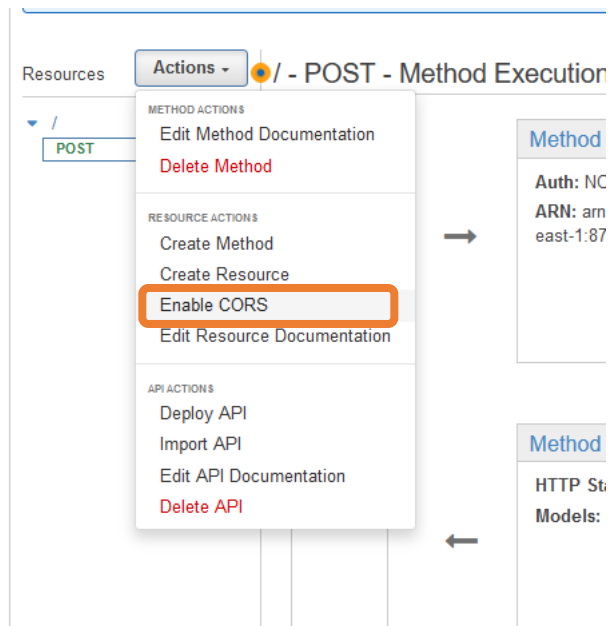 Resources
Actions
/ - POST - Method Execution
/
POST
METHOD ACTIONS
Edit Method Documentation
Delete Method
RESOURCE ACTIONS
Create Method
Create Resource
Enable CORS
Edit Resource Documentation
API ACTIONS
Deploy API
Import API
Edit API Documentation
Delete API
Method
Auth: NO
ARN: arn
east-1:87
Method
HTTP Sta
Models: